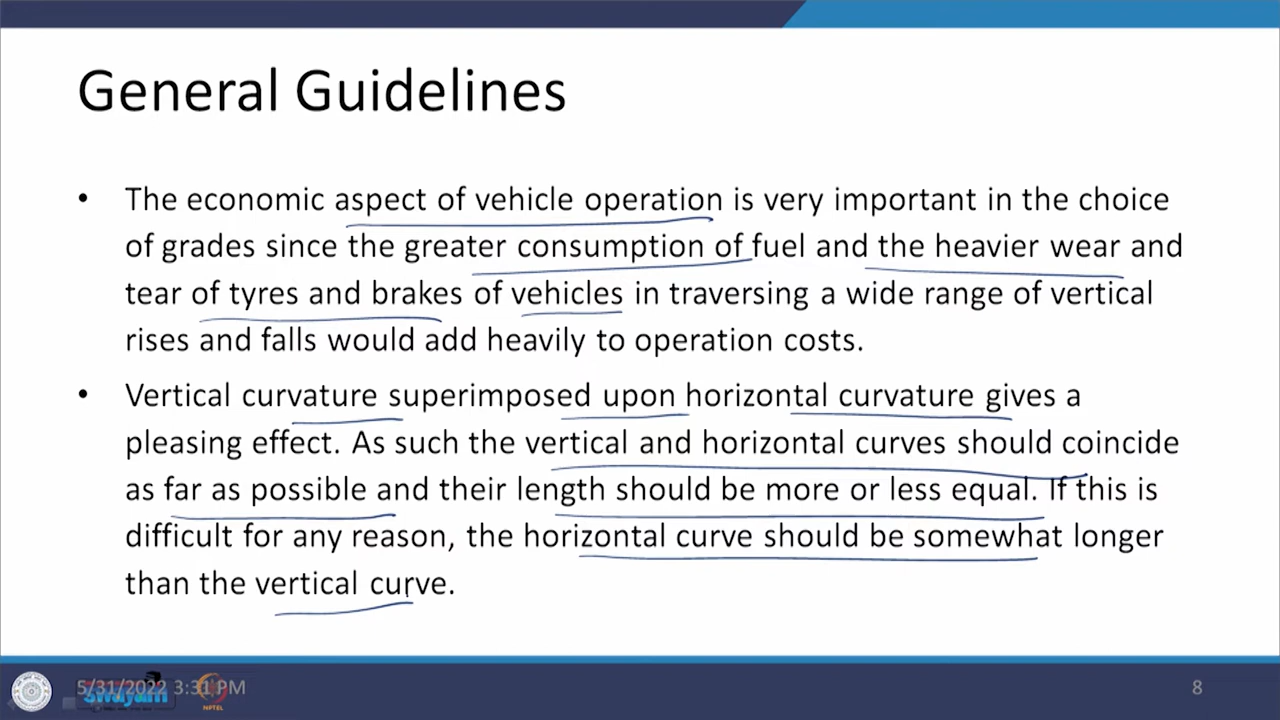 General Guidelines
• The economic aspect of vehicle operation is very important in the choice
of grades since the greater consumption of fuel and the heavier wear and
tear of tyres and brakes of vehicles in traversing a wide range of vertical
rises and falls would add heavily to operation costs.
• Vertical curvature superimposed upon horizontal curvature gives a
pleasing effect. As such the vertical and horizontal curves should coincide
as far as possible and their length should be more or less equal. If this is
difficult for any reason, the horizontal curve should be somewhat longer
than the vertical curve.
5/31/2022 3:31 PM
swayam
NPTEL
8